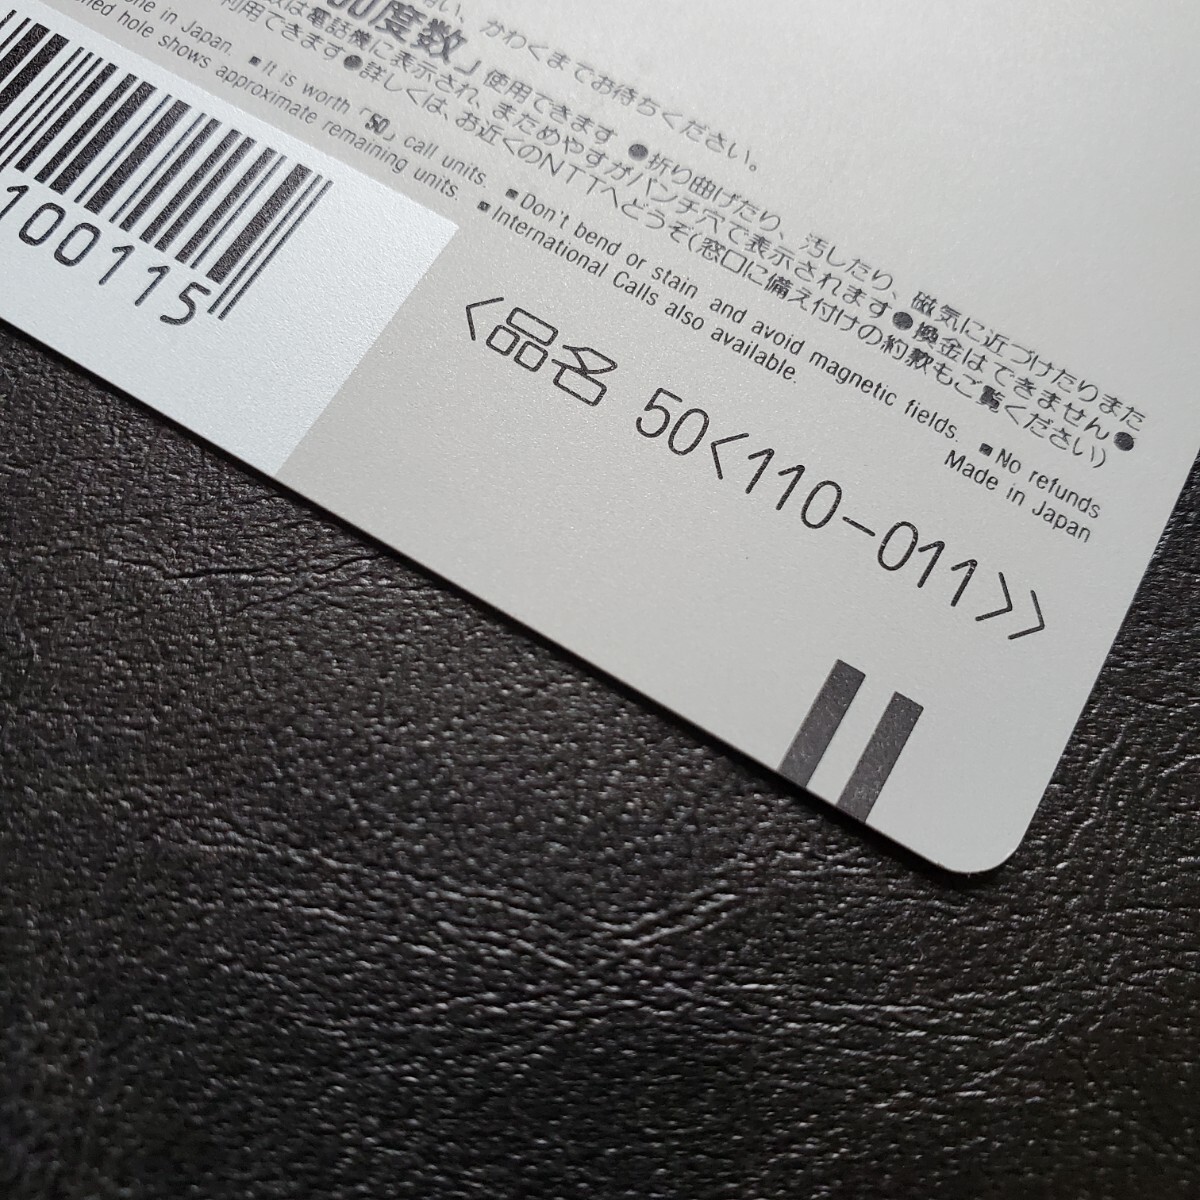 かわくまでお待ちください。
度数」使用できます ●折り曲げたり、汚したり、磁気に近づけたりまた
数は電話機に表示され、まためやすがパンチ穴で表示されます●換金はできません●
利用できます●詳しくは、お近くのNTTへどうぞ(窓口に備え付けの約款もご覧ください)
in Japan. ■It is worth「50」call units. ■Don't bend or stain and avoid magnetic fields. ■No refunds
hole shows approximate remaining units. ■International Calls also available. Made in Japan
100115
<品名 50<110-011>>